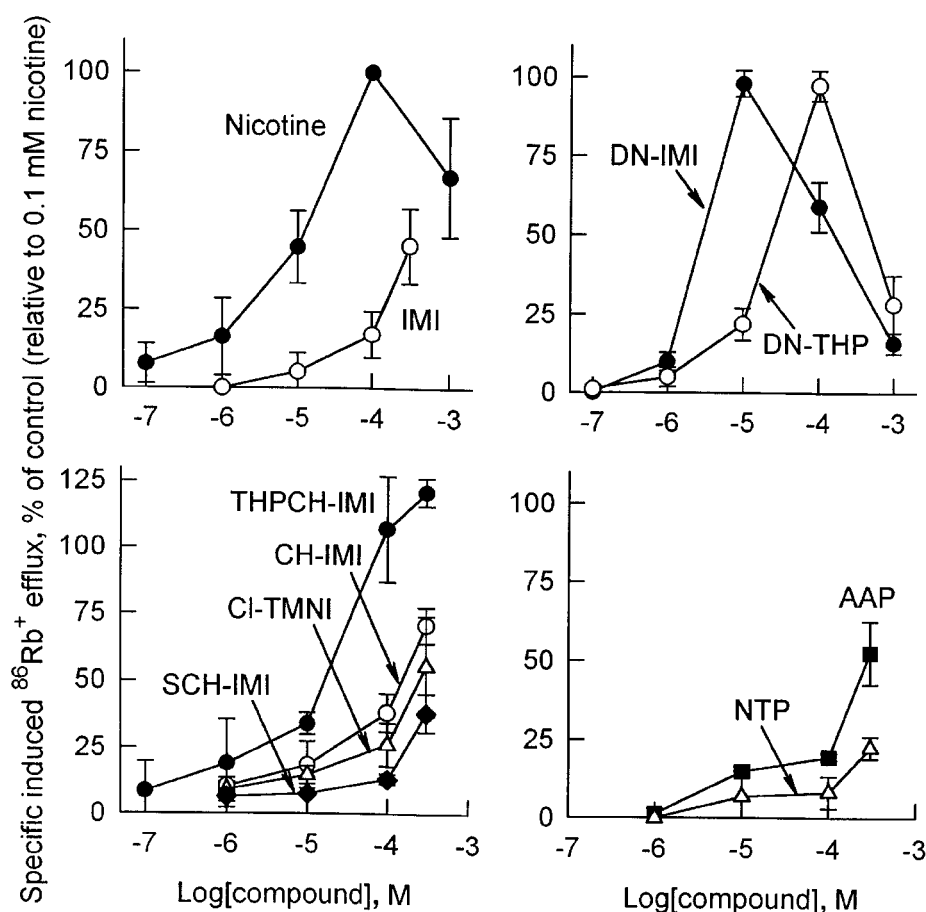 Specific induced ⁸⁶Rb⁺ efflux, % of control (relative to 0.1 mM nicotine)
100
75
50
25
0
Nicotine
IMI
-7 -6 -5 -4 -3
100
75
50
25
0
DN-IMI
DN-THP
-7 -6 -5 -4 -3
125
100
75
50
25
0
THPCH-IMI
CH-IMI
Cl-TMNI
SCH-IMI
-7 -6 -5 -4 -3
Log[compound], M
100
75
50
25
0
AAP
NTP
-7 -6 -5 -4 -3
Log[compound], M